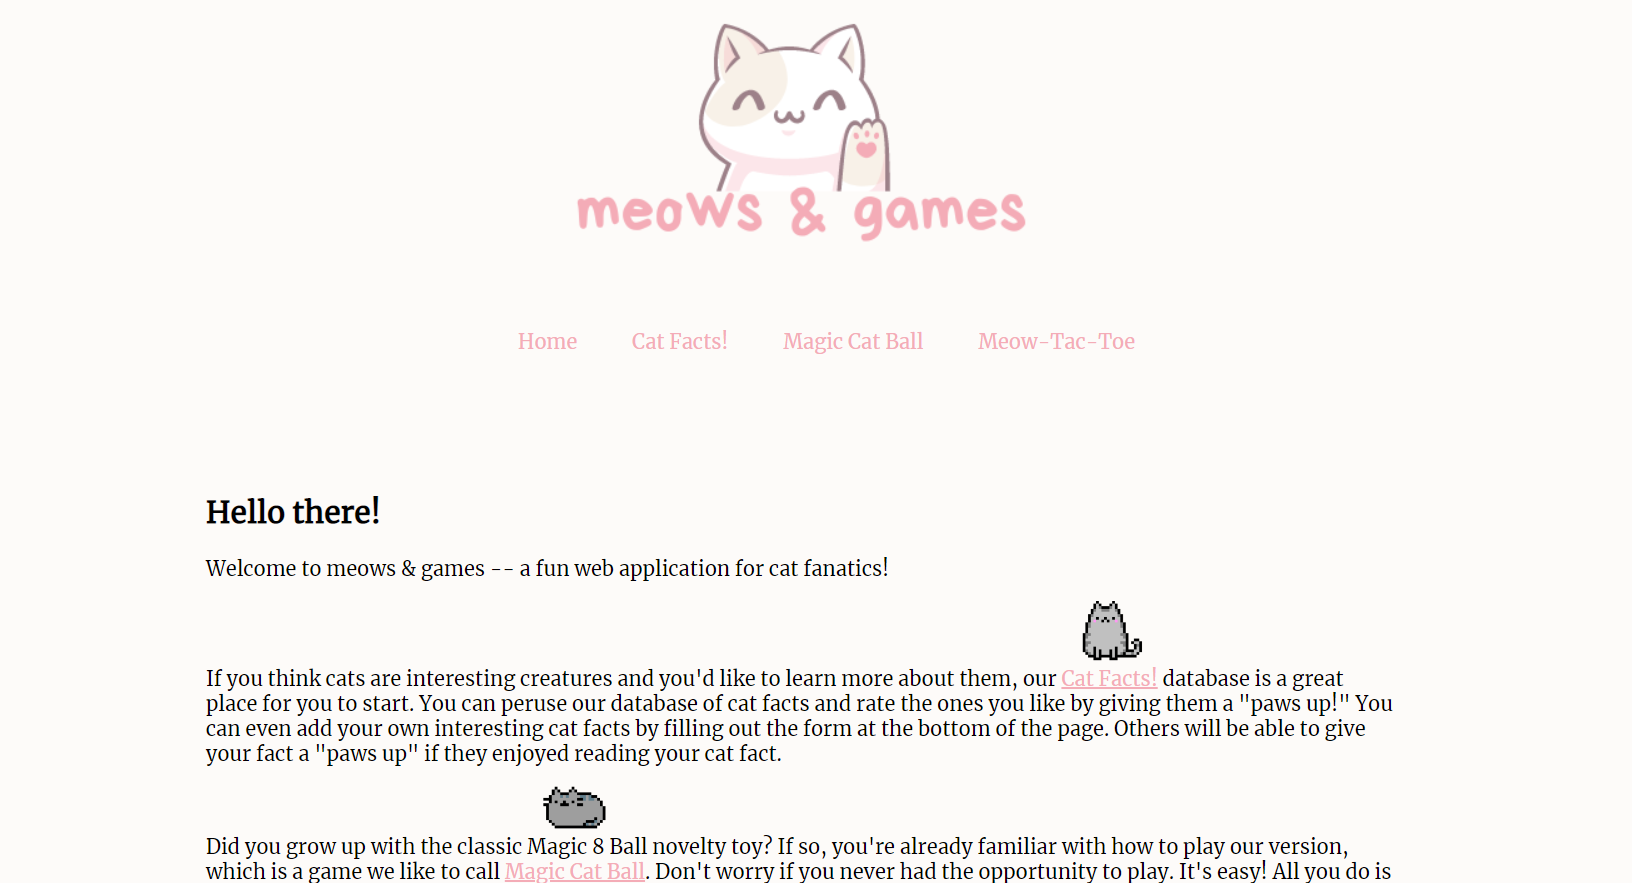 meows & games
Home Cat Facts! Magic Cat Ball Meow-Tac-Toe
Hello there!
Welcome to meows & games -- a fun web application for cat fanatics!
If you think cats are interesting creatures and you'd like to learn more about them, our Cat Facts! database is a great
place for you to start. You can peruse our database of cat facts and rate the ones you like by giving them a "paws up!" You
can even add your own interesting cat facts by filling out the form at the bottom of the page. Others will be able to give
your fact a "paws up" if they enjoyed reading your cat fact.
Did you grow up with the classic Magic 8 Ball novelty toy? If so, you're already familiar with how to play our version,
which is a game we like to call Magic Cat Ball. Don't worry if you never had the opportunity to play. It's easy! All you do is